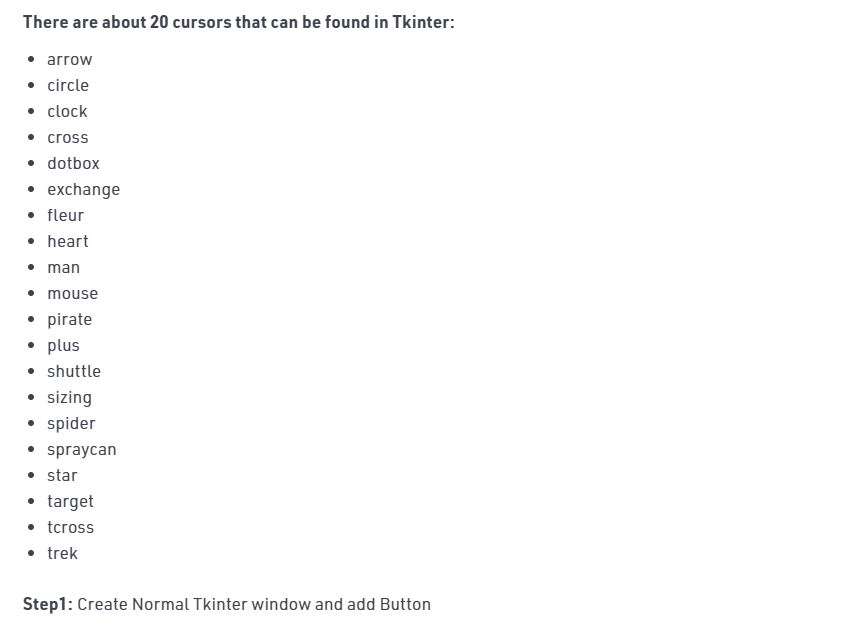 There are about 20 cursors that can be found in Tkinter:
• arrow
• circle
• clock
• cross
• dotbox
• exchange
• fleur
• heart
• man
• mouse
• pirate
• plus
• shuttle
• sizing
• spider
• spraycan
• star
• target
• tcross
• trek
Step1: Create Normal Tkinter window and add Button